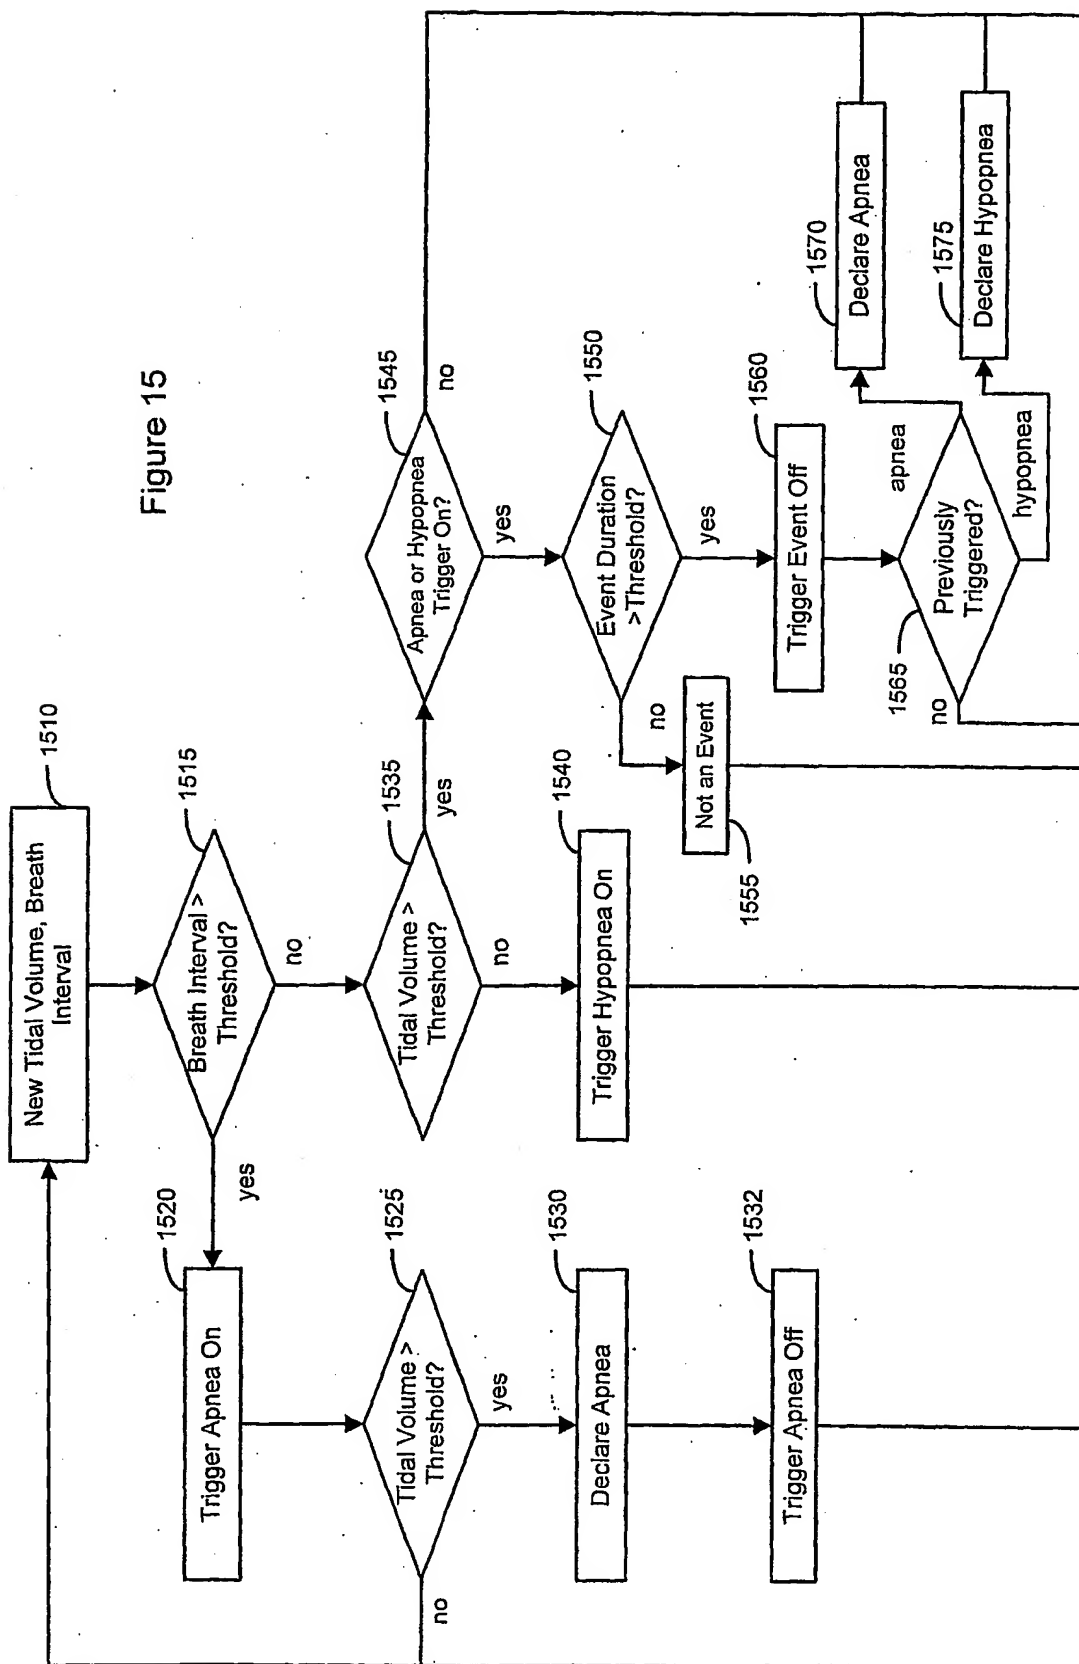 Figure 15
1510
New Tidal Volume, Breath
Interval
1515
Breath Interval >
Threshold?
yes
no
1520
Trigger Apnea On
1525
Tidal Volume >
Threshold?
no
yes
1530
Declare Apnea
1532
Trigger Apnea Off
1535
Tidal Volume >
Threshold?
yes
no
1540
Trigger Hypopnea On
1545
Apnea or Hypopnea
Trigger On?
no
yes
1550
Event Duration
>Threshold?
no
yes
Not an Event
1555
1560
Trigger Event Off
1565
Previously
Triggered?
no
apnea
hypopnea
1570
Declare Apnea
1575
Declare Hypopnea